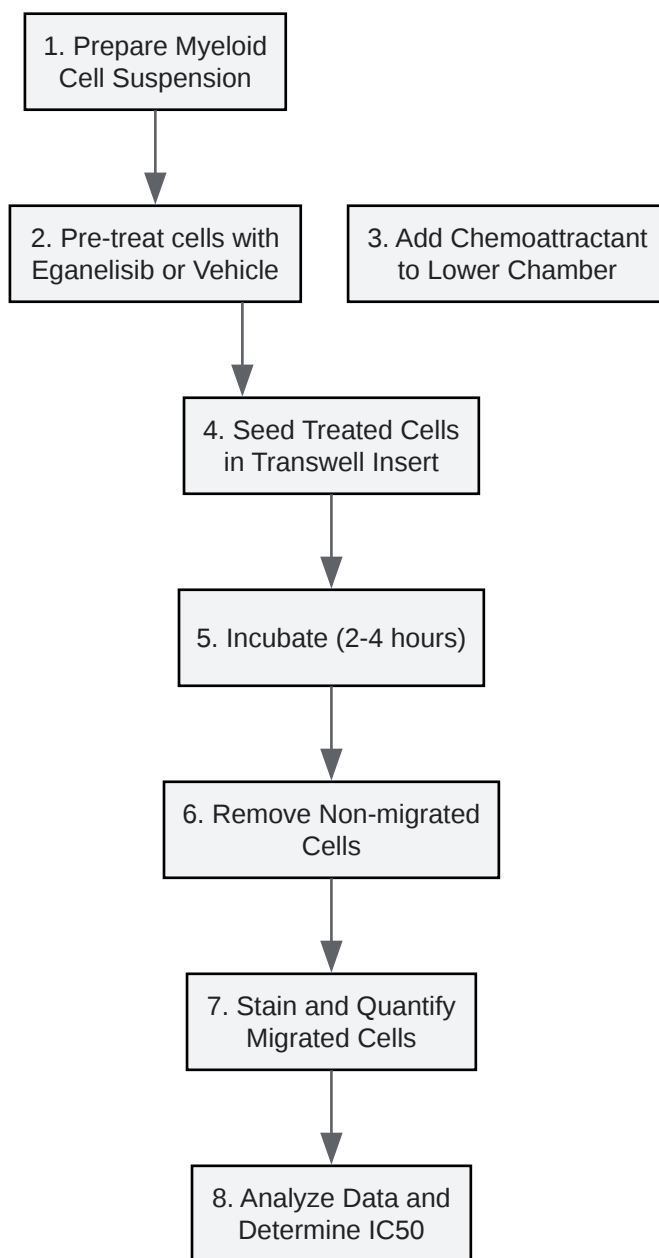 1. Prepare Myeloid
Cell Suspension
2. Pre-treat cells with
Eganelisib or Vehicle
3. Add Chemoattractant
to Lower Chamber
4. Seed Treated Cells
in Transwell Insert
5. Incubate (2-4 hours)
6. Remove Non-migrated
Cells
7. Stain and Quantify
Migrated Cells
8. Analyze Data and
Determine IC50